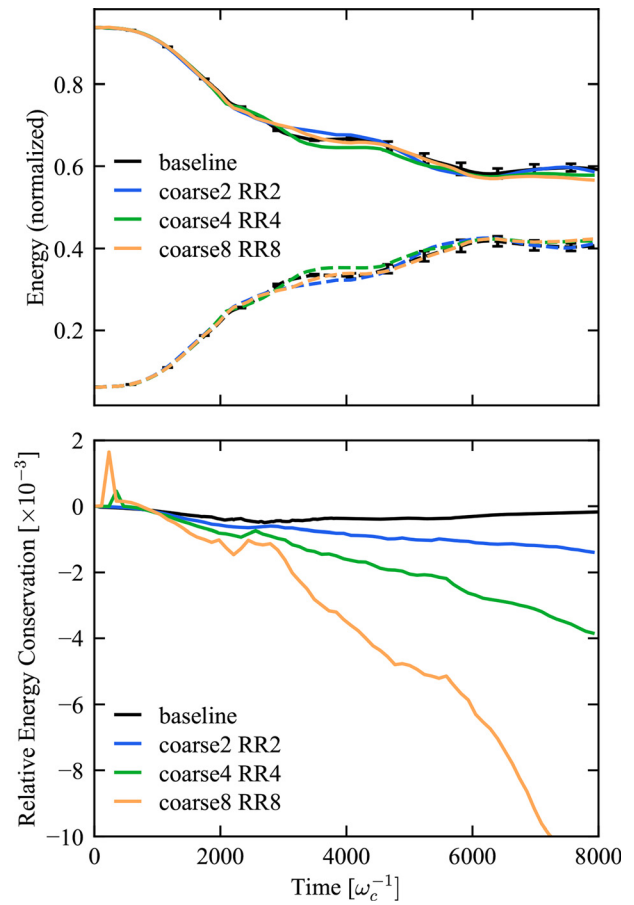 0.8
0.6
0.4
0.2
Energy (normalized)
baseline
coarse2 RR2
coarse4 RR4
coarse8 RR8
2
0
−2
−4
−6
−8
−10
Relative Energy Conservation [×10⁻³]
baseline
coarse2 RR2
coarse4 RR4
coarse8 RR8
0 2000 4000 6000 8000
Time [ω_c⁻¹]